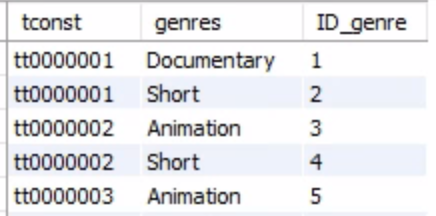 tconst genres ID_genre
tt0000001 Documentary 1
tt0000001 Short 2
tt0000002 Animation 3
tt0000002 Short 4
tt0000003 Animation 5